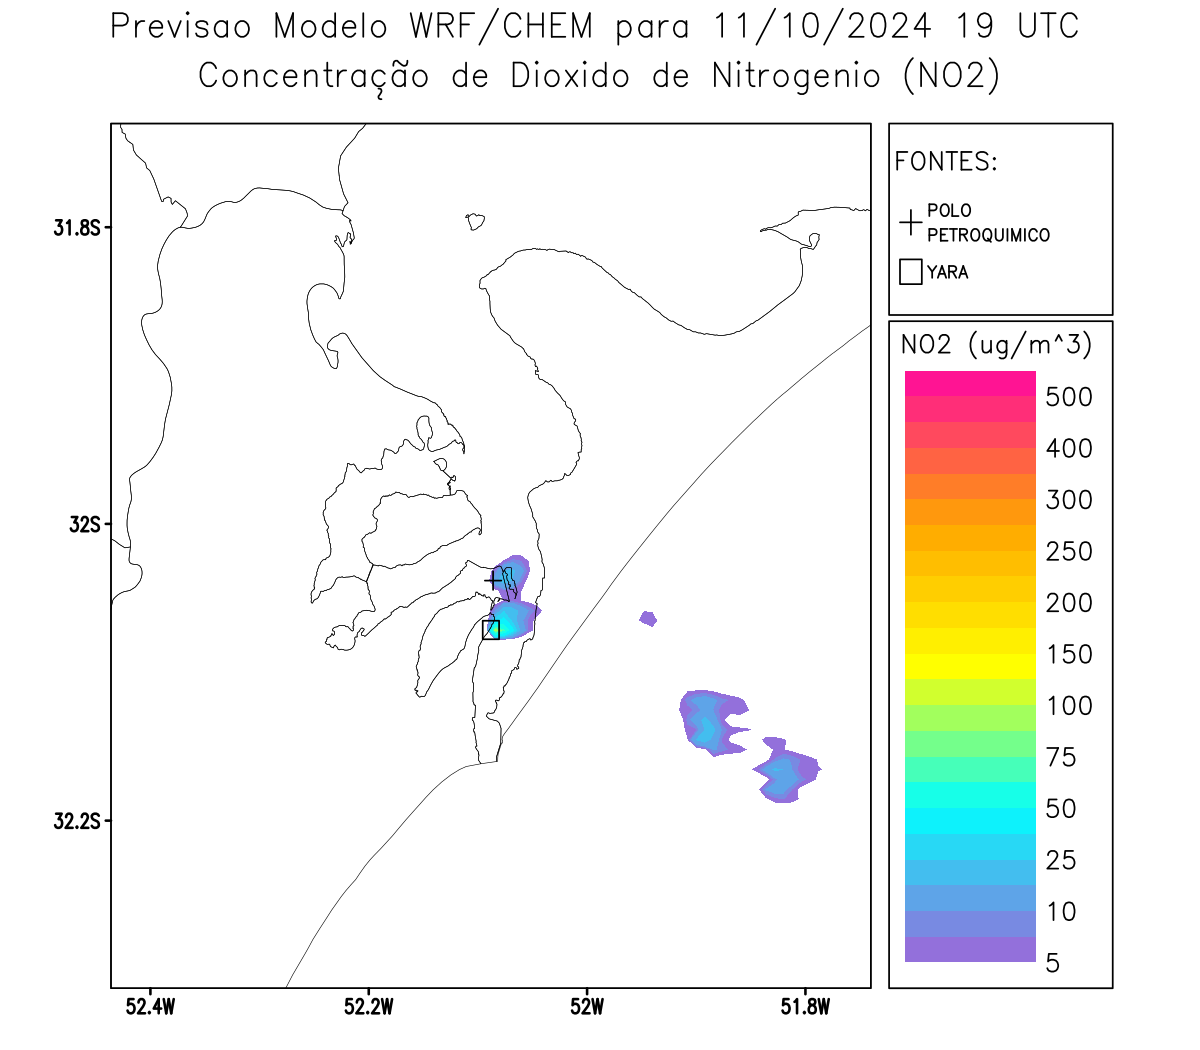 Previsao Modelo WRF/CHEM para 11/10/2024 19 UTC
Concentração de Dioxido de Nitrogenio (NO2)
FONTES:
POLO
PETROQUIMICO
YARA
NO2 (ug/m^3)
500
400
300
250
200
150
100
75
50
25
10
5
31.8S
32S
32.2S
52.4W
52.2W
52W
51.8W